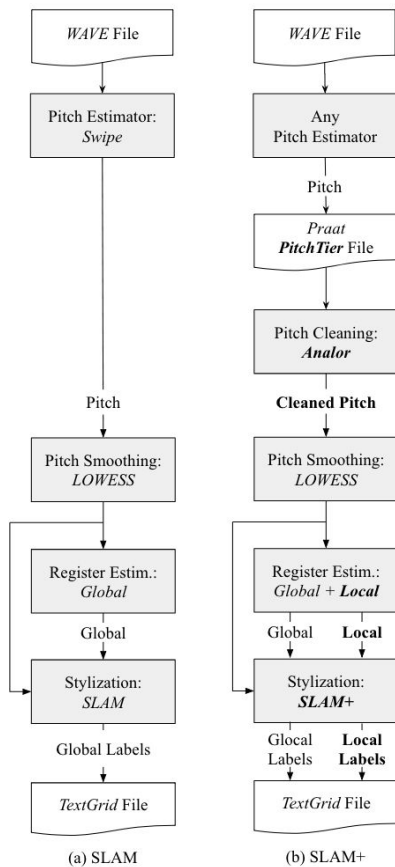 WAVE File
Pitch Estimator:
Swipe
Pitch
Pitch Smoothing:
LOWESS
Register Estim.:
Global
Global
Stylization:
SLAM
Global Labels
TextGrid File
(a) SLAM
WAVE File
Any
Pitch Estimator
Pitch
Praat
PitchTier File
Pitch Cleaning:
Analor
Cleaned Pitch
Pitch Smoothing:
LOWESS
Register Estim.:
Global + Local
Global Local
Stylization:
SLAM+
Glocal Local
Labels Labels
TextGrid File
(b) SLAM+